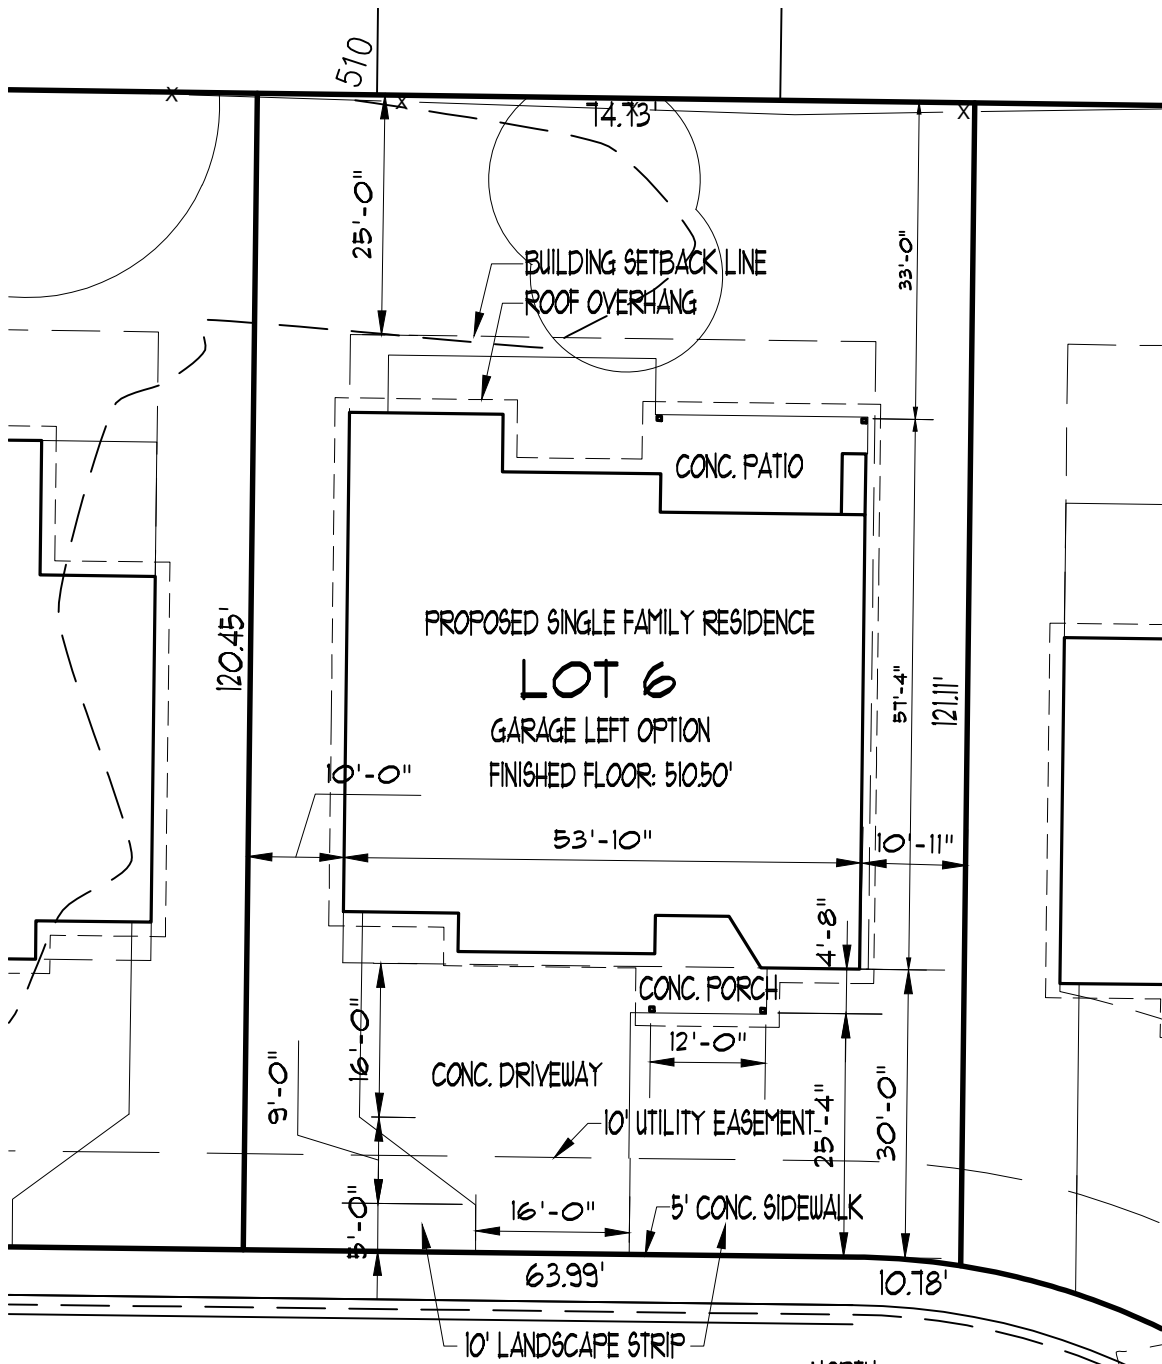 510
74.73'
25'-0"
33'-0"
BUILDING SETBACK LINE
ROOF OVERHANG
CONC. PATIO
PROPOSED SINGLE FAMILY RESIDENCE
LOT 6
GARAGE LEFT OPTION
FINISHED FLOOR: 510.50'
120.45'
57'-4"
121.11'
10'-0"
53'-10"
10'-11"
4'-8"
CONC. PORCH
16'-0"
12'-0"
9'-0"
CONC. DRIVEWAY
10' UTILITY EASEMENT
25'-4"
30'-0"
5'-0"
16'-0"
5' CONC. SIDEWALK
63.99'
10.78'
10' LANDSCAPE STRIP